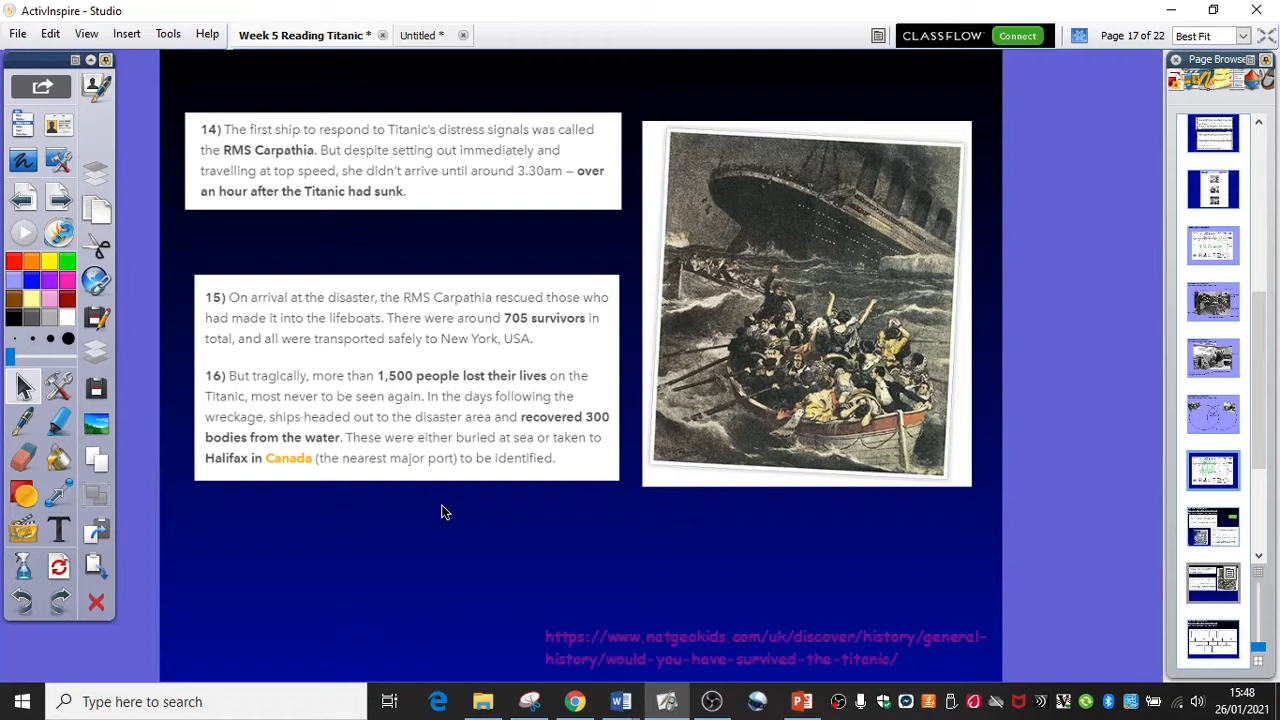 ActivInspire - Studio
File Edit View Insert Tools Help
Week 5 Reading Titanic *
Untitled *
CLASSFLOW Connect
Page 17 of 22
Best Fit
Page Browse
14) The first ship to respond to Titanic's distress signals was called
the RMS Carpathia. But despite setting out immediately and
travelling at top speed, she didn't arrive until around 3.30am – over
an hour after the Titanic had sunk.
15) On arrival at the disaster, the RMS Carpathia rescued those who
had made it into the lifeboats. There were around 705 survivors in
total, and all were transported safely to New York, USA.
16) But tragically, more than 1,500 people lost their lives on the
Titanic, most never to be seen again. In the days following the
wreckage, ships headed out to the disaster area and recovered 300
bodies from the water. These were either buried at sea or taken to
Halifax in Canada (the nearest major port) to be identified.
https://www.natgeokids.com/uk/discover/history/general-
history/would-you-have-survived-the-titanic/
Type here to search
15:48
26/01/2021